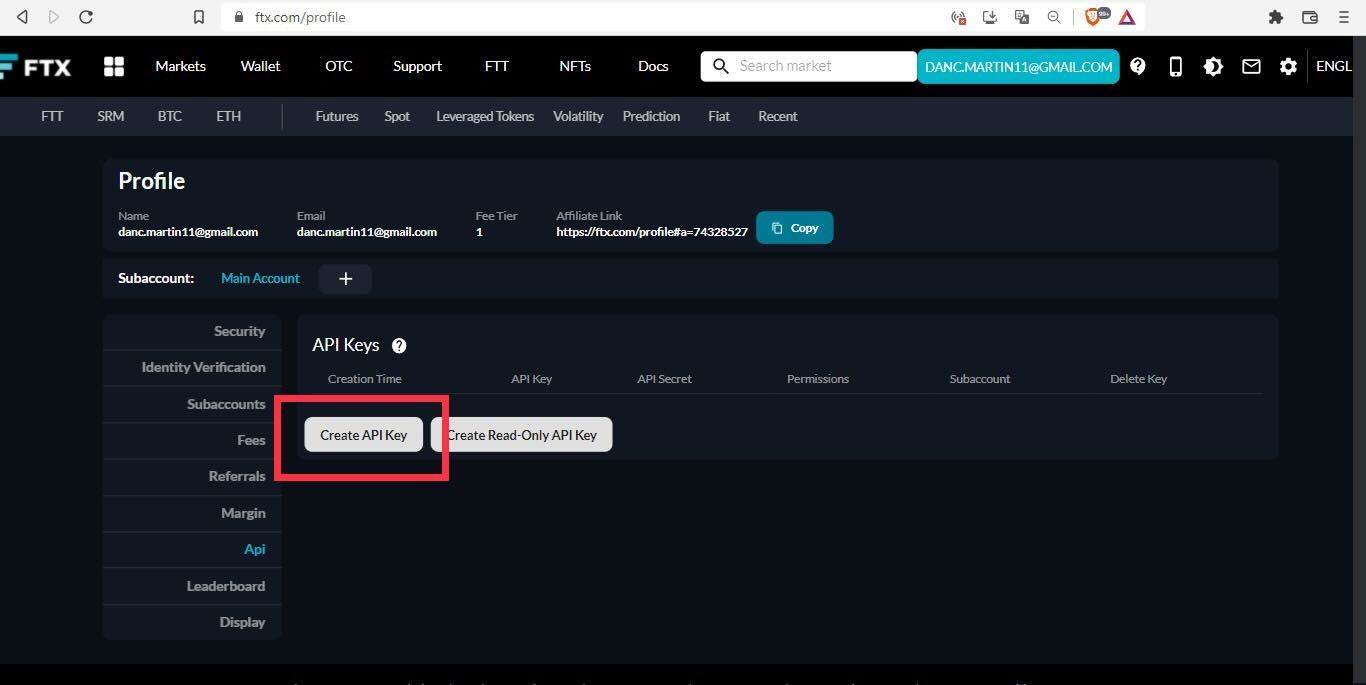 ftx.com/profile
99+
FTX Markets Wallet OTC Support FTT NFTs Docs Search market DANC.MARTIN11@GMAIL.COM ENGL
FTT SRM BTC ETH Futures Spot Leveraged Tokens Volatility Prediction Fiat Recent
Profile
Name Email Fee Tier Affiliate Link
danc.martin11@gmail.com danc.martin11@gmail.com 1 https://ftx.com/profile#a=74328527 Copy
Subaccount: Main Account +
Security
Identity Verification
Subaccounts
Fees
Referrals
Margin
Api
Leaderboard
Display
API Keys ?
Creation Time API Key API Secret Permissions Subaccount Delete Key
Create API Key Create Read-Only API Key